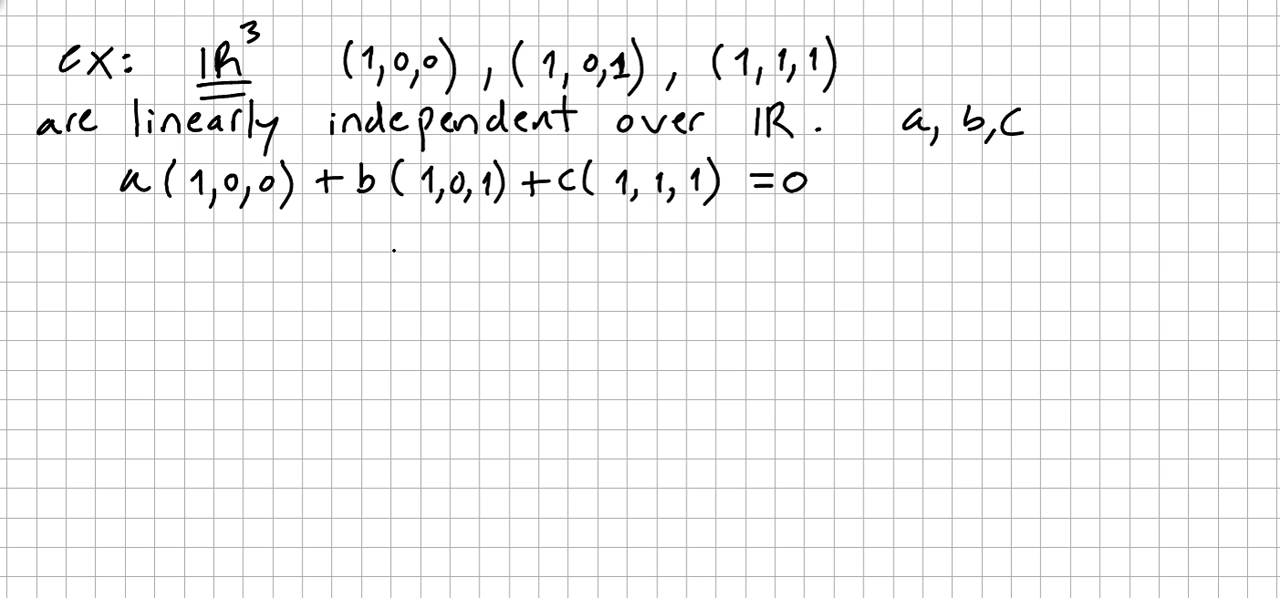 ex: ℝ³ (1,0,0), (1,0,1), (1,1,1)
are linearly independent over ℝ. a, b, c
a(1,0,0) + b(1,0,1) + c(1,1,1) = 0